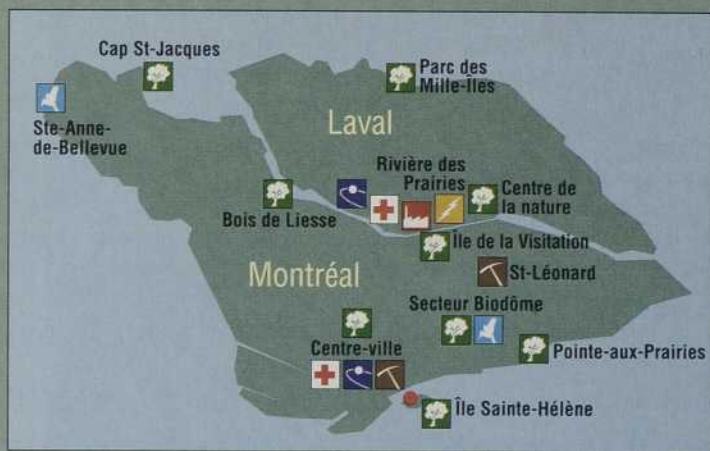 Cap St-Jacques
Parc des
Mille-Îles
Ste-Anne-
de-Bellevue
Laval
Rivière des
Prairies
Centre de
la nature
Bois de Liesse
Île de la Visitation
Montréal
St-Léonard
Secteur Biodôme
Centre-ville
Pointe-aux-Prairies
Île Sainte-Hélène